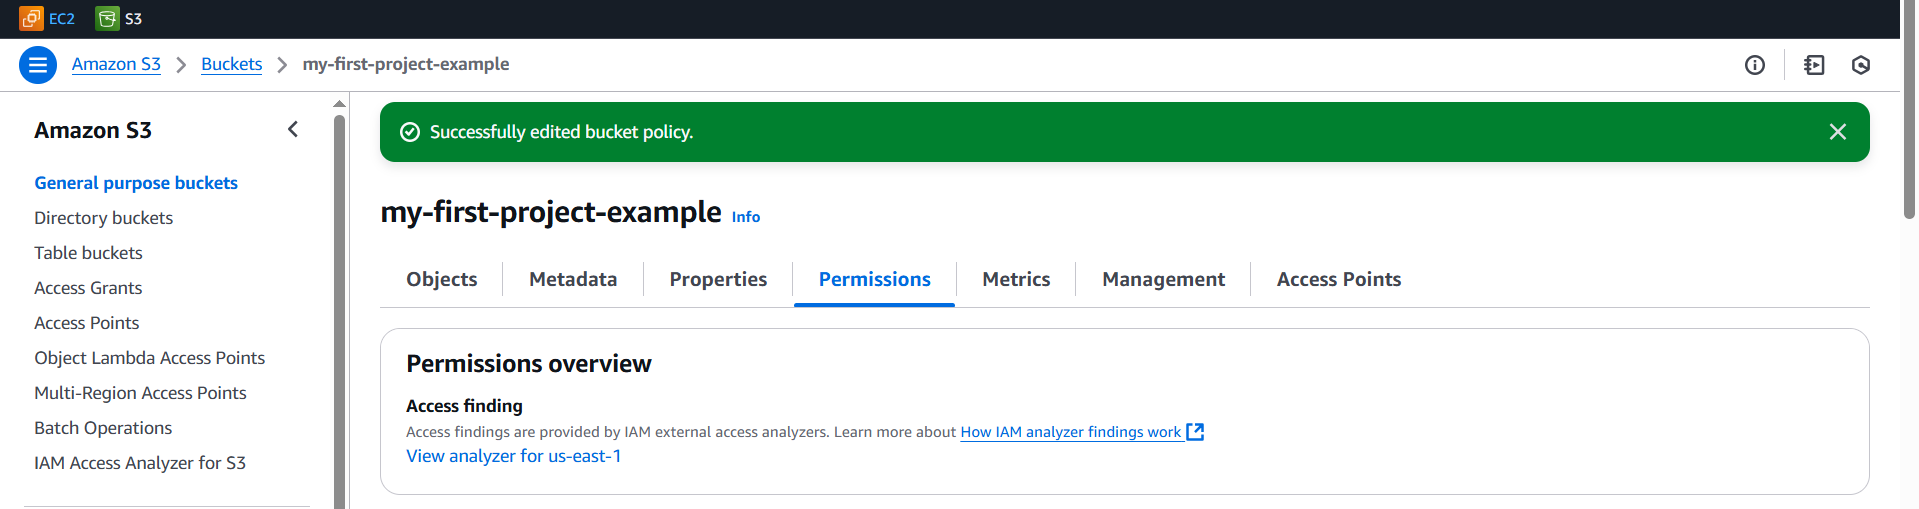 EC2 S3
Amazon S3 > Buckets > my-first-project-example
Amazon S3
General purpose buckets
Directory buckets
Table buckets
Access Grants
Access Points
Object Lambda Access Points
Multi-Region Access Points
Batch Operations
IAM Access Analyzer for S3
Successfully edited bucket policy.
my-first-project-example Info
Objects Metadata Properties Permissions Metrics Management Access Points
Permissions overview
Access finding
Access findings are provided by IAM external access analyzers. Learn more about How IAM analyzer findings work
View analyzer for us-east-1